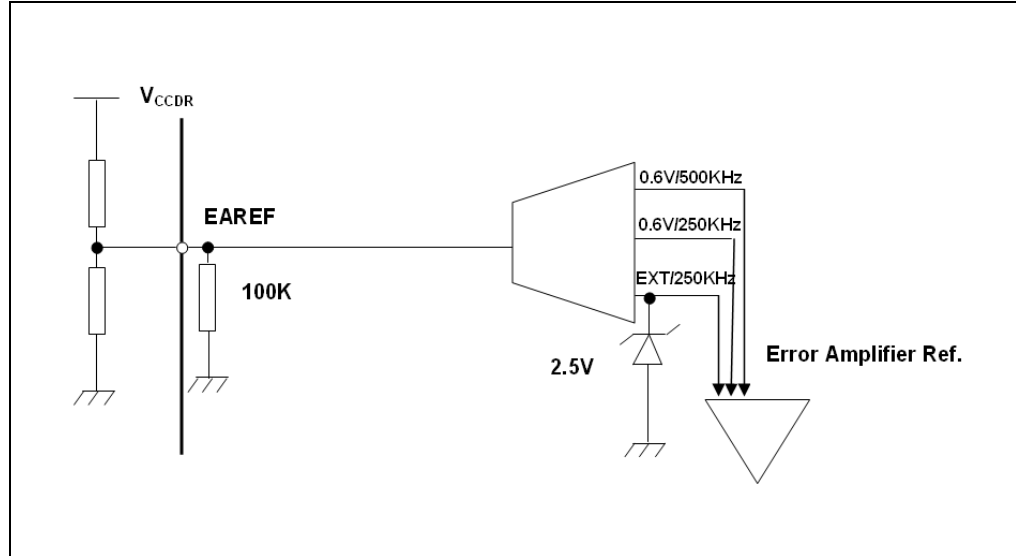 VCCDR
EAREF
100K
0.6V/500KHz
0.6V/250KHz
EXT/250KHz
2.5V
Error Amplifier Ref.